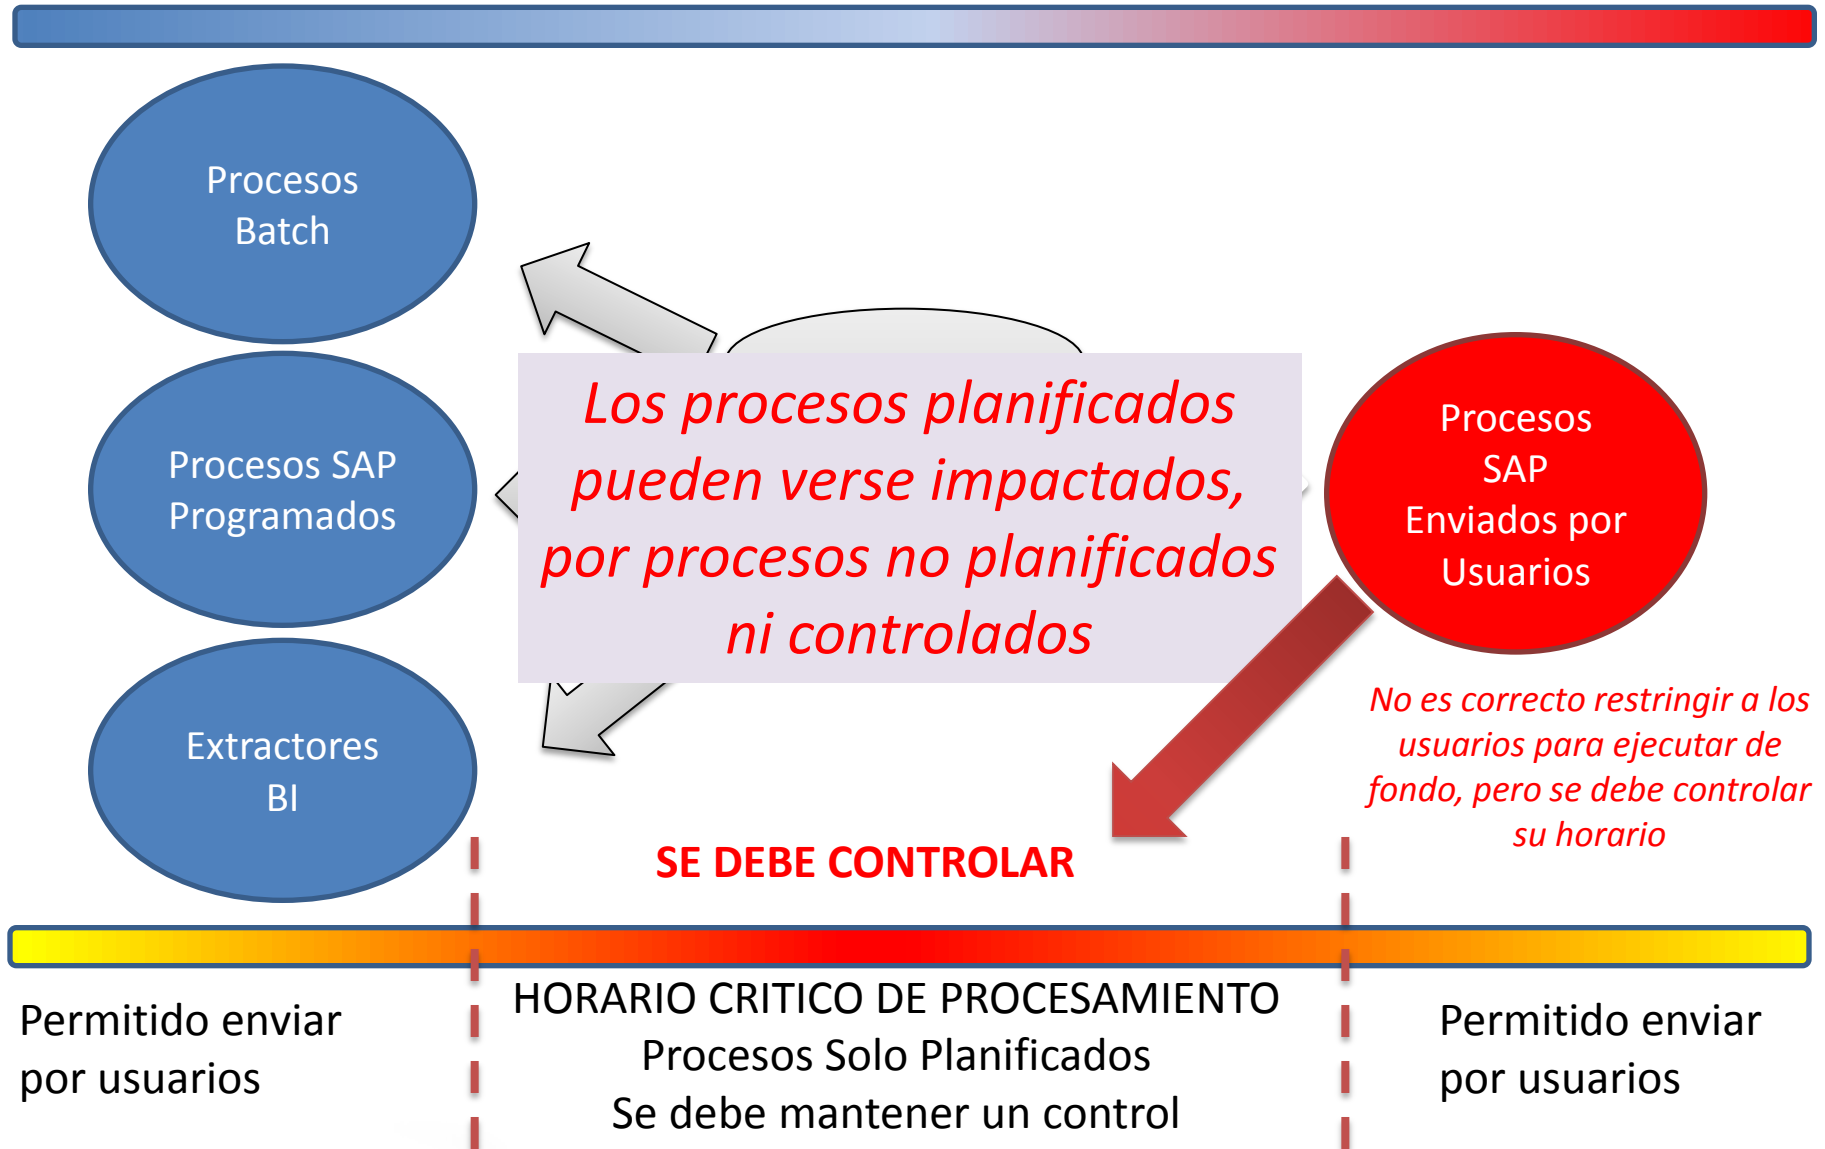 Procesos
Batch
Procesos SAP
Programados
Extractores
BI
Los procesos planificados
pueden verse impactados,
por procesos no planificados
ni controlados
Procesos
SAP
Enviados por
Usuarios
No es correcto restringir a los
usuarios para ejecutar de
fondo, pero se debe controlar
su horario
SE DEBE CONTROLAR
Permitido enviar
por usuarios
HORARIO CRITICO DE PROCESAMIENTO
Procesos Solo Planificados
Se debe mantener un control
Permitido enviar
por usuarios